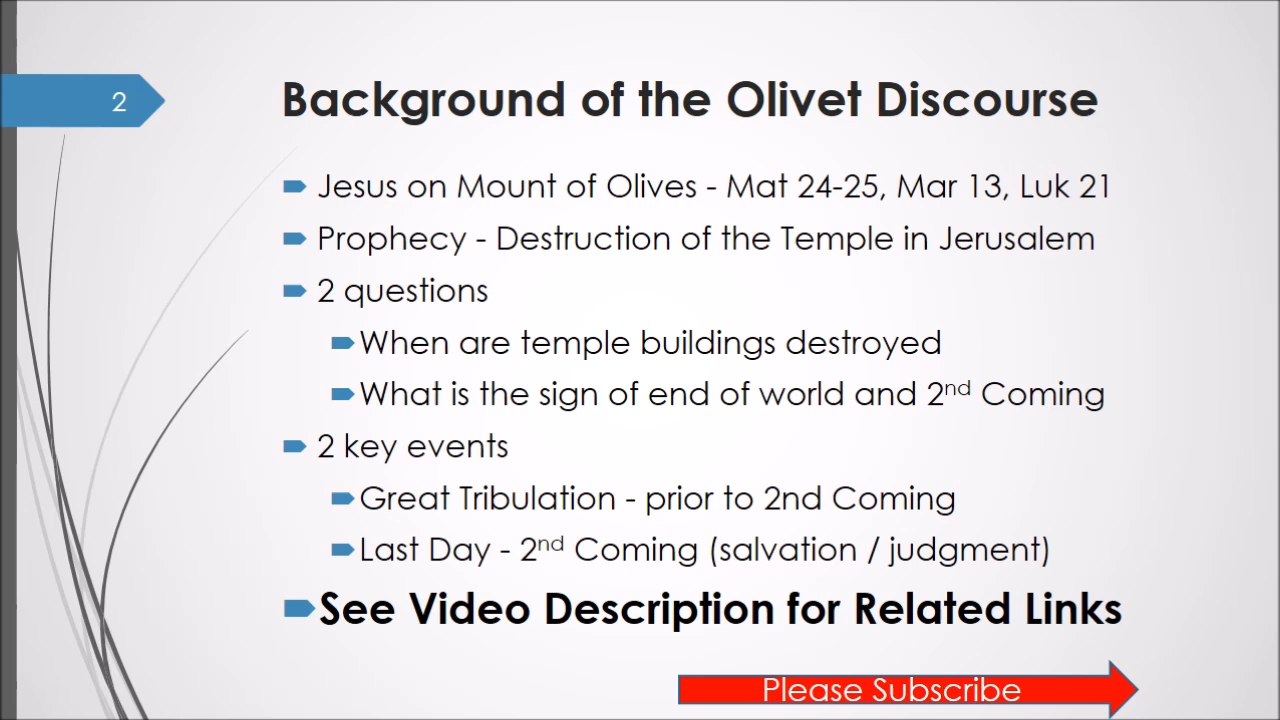 2
Background of the Olivet Discourse
Jesus on Mount of Olives - Mat 24-25, Mar 13, Luk 21
Prophecy - Destruction of the Temple in Jerusalem
2 questions
When are temple buildings destroyed
What is the sign of end of world and 2nd Coming
2 key events
Great Tribulation - prior to 2nd Coming
Last Day - 2nd Coming (salvation / judgment)
See Video Description for Related Links
Please Subscribe